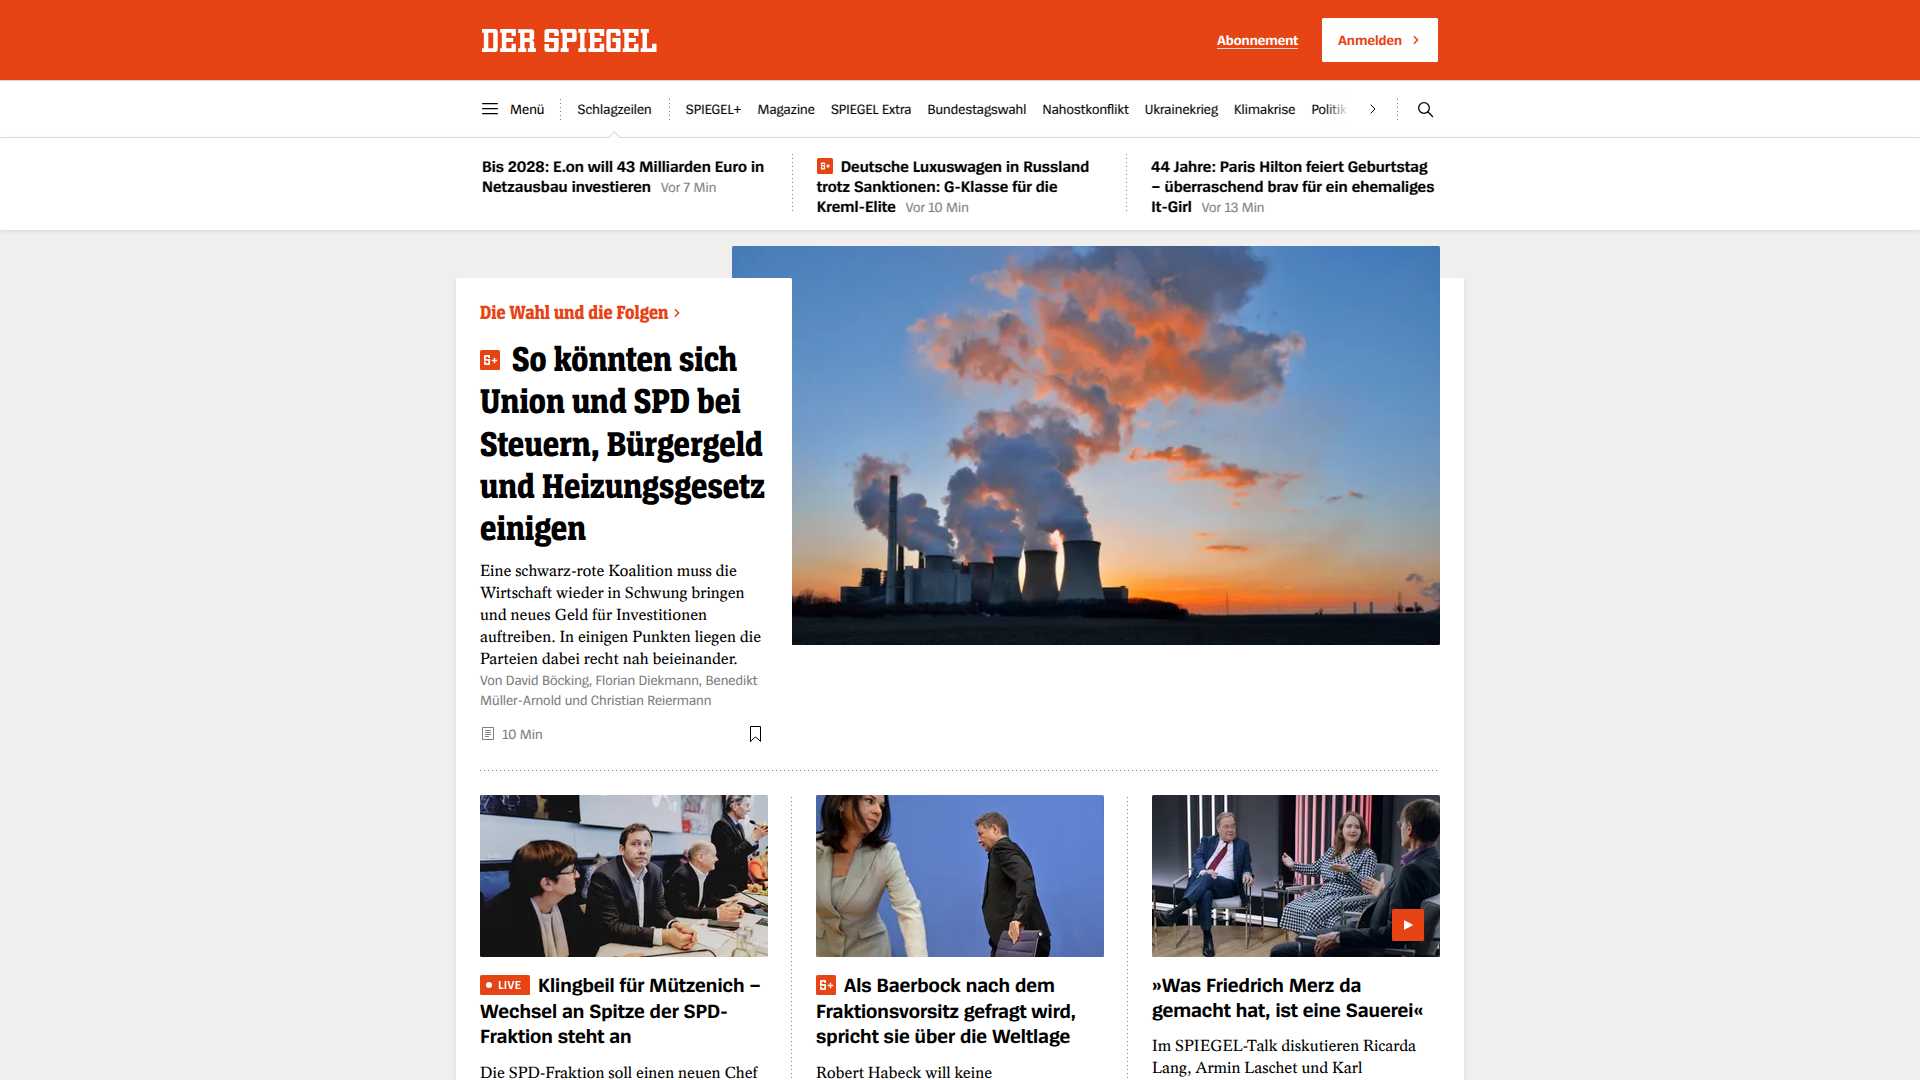 DER SPIEGEL
Abonnement
Anmelden
Menü
Schlagzeilen
SPIEGEL+
Magazine
SPIEGEL Extra
Bundestagswahl
Nahostkonflikt
Ukrainekrieg
Klimakrise
Politik
Bis 2028: E.on will 43 Milliarden Euro in
Netzausbau investieren Vor 7 Min
S+ Deutsche Luxuswagen in Russland
trotz Sanktionen: G-Klasse für die
Kreml-Elite Vor 10 Min
44 Jahre: Paris Hilton feiert Geburtstag
– überraschend brav für ein ehemaliges
It-Girl Vor 13 Min
Die Wahl und die Folgen
S+ So könnten sich
Union und SPD bei
Steuern, Bürgergeld
und Heizungsgesetz
einigen
Eine schwarz-rote Koalition muss die
Wirtschaft wieder in Schwung bringen
und neues Geld für Investitionen
auftreiben. In einigen Punkten liegen die
Parteien dabei recht nah beieinander.
Von David Böcking, Florian Diekmann, Benedikt
Müller-Arnold und Christian Reiermann
10 Min
LIVE Klingbeil für Mützenich –
Wechsel an Spitze der SPD-
Fraktion steht an
Die SPD-Fraktion soll einen neuen Chef
S+ Als Baerbock nach dem
Fraktionsvorsitz gefragt wird,
spricht sie über die Weltlage
Robert Habeck will keine
»Was Friedrich Merz da
gemacht hat, ist eine Sauerei«
Im SPIEGEL-Talk diskutieren Ricarda
Lang, Armin Laschet und Karl